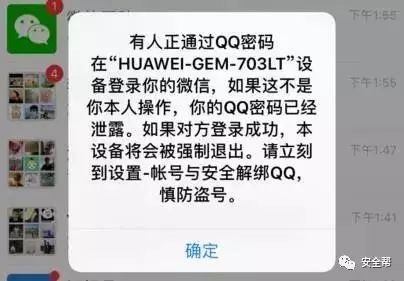 4
下午1:55
有人正通过QQ密码
在“HUAWEI-GEM-703LT”设
备登录你的微信，如果这不是
你本人操作，你的QQ密码已经
泄露。如果对方登录成功，本
设备将会被强制退出。请立刻
到设置-帐号与安全解绑QQ，
慎防盗号。
确定
1
下午1:55
下午1:47
下午1:41
安全帮